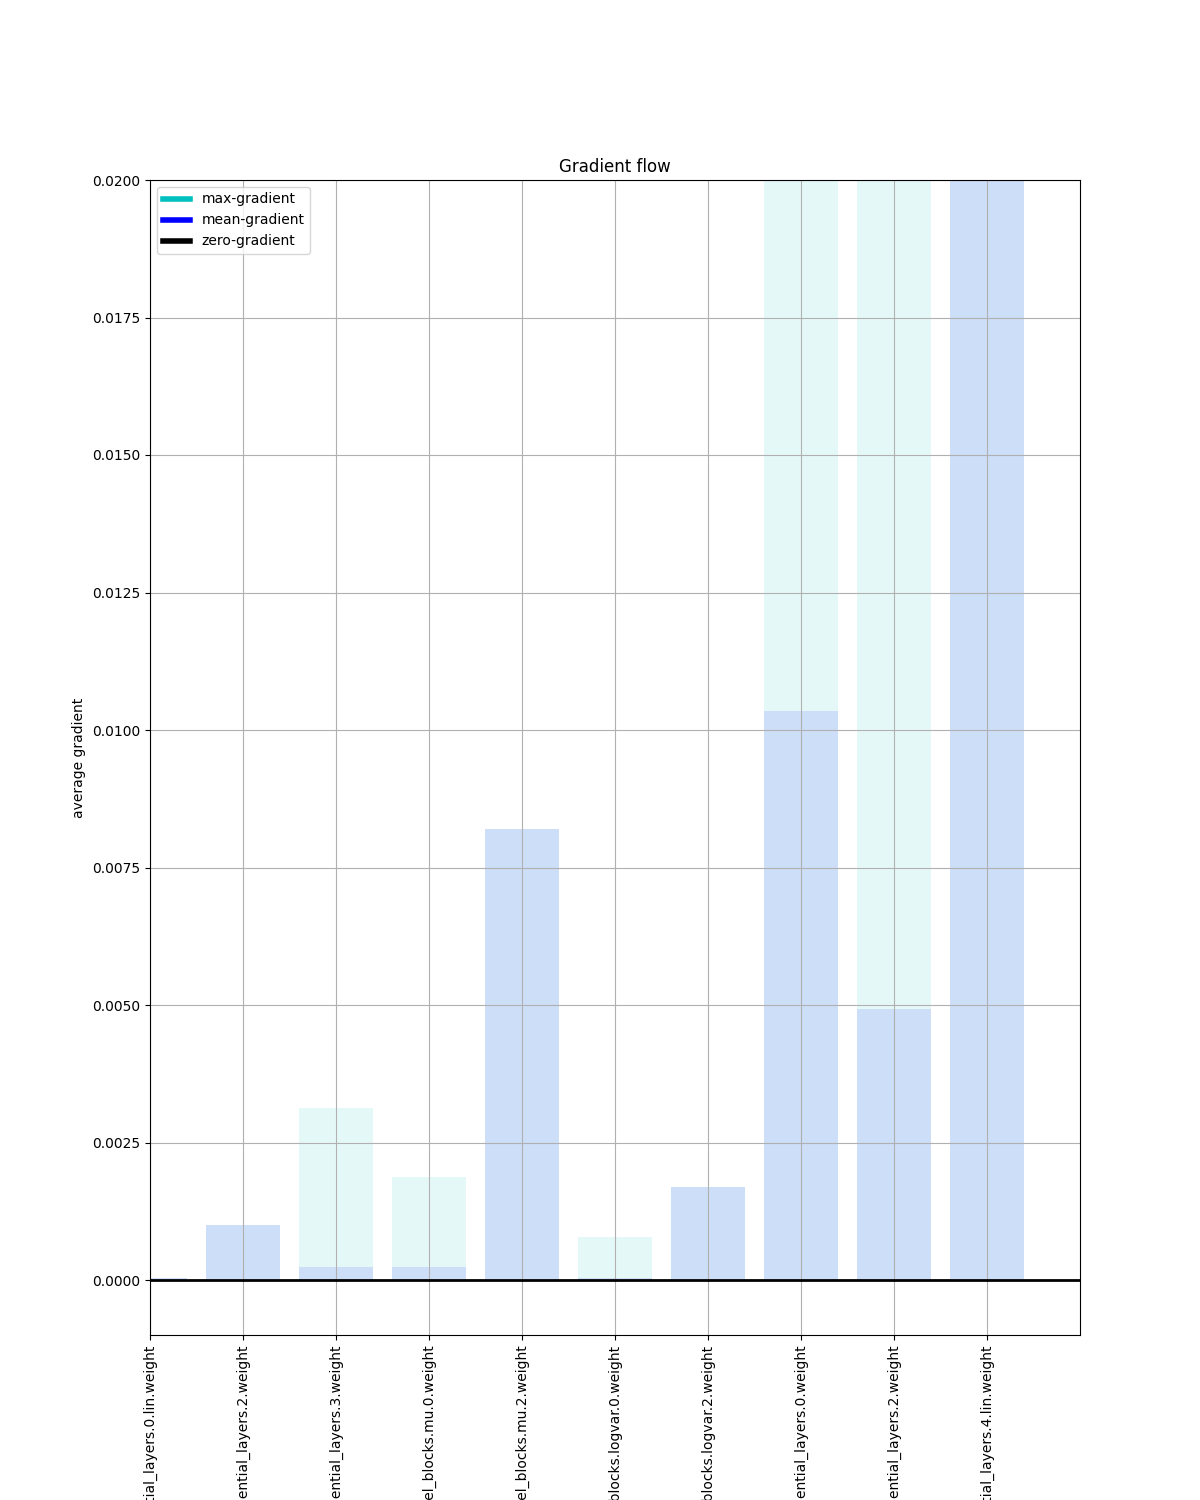 Gradient flow
max-gradient
mean-gradient
zero-gradient
0.0200
0.0175
0.0150
0.0125
0.0100
0.0075
0.0050
0.0025
0.0000
average gradient
tial_layers.0.lin.weight
ential_layers.2.weight
ential_layers.3.weight
el_blocks.mu.0.weight
el_blocks.mu.2.weight
blocks.logvar.0.weight
blocks.logvar.2.weight
ential_layers.0.weight
ential_layers.2.weight
tial_layers.4.lin.weight